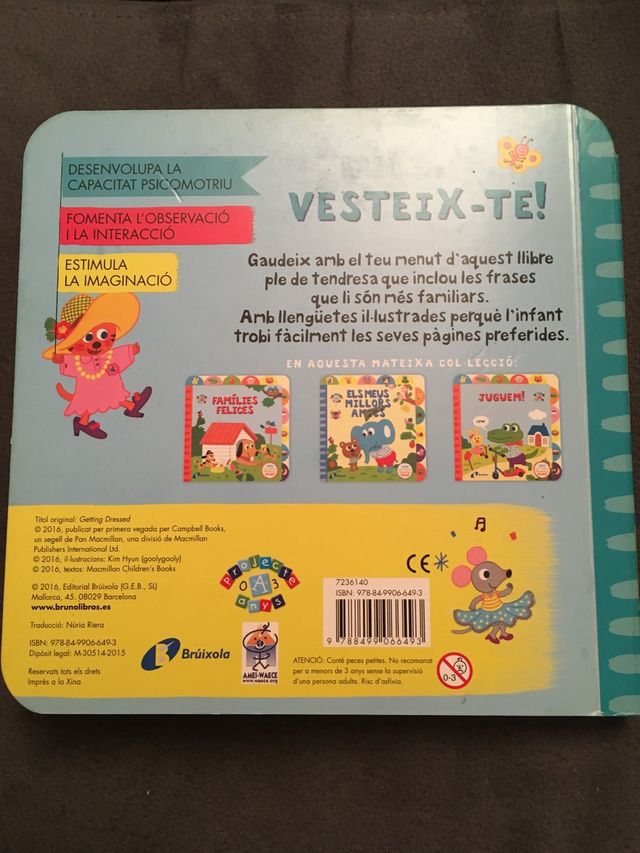 DESENVOLUPA LA
CAPACITAT PSICOMOTRIU
FOMENTA L'OBSERVACIÓ
I LA INTERACCIÓ
ESTIMULA
LA IMAGINACIÓ
VESTEIX-TE!
Gaudeix amb el teu menut d'aquest llibre
ple de tendresa que inclou les frases
que li són més familiars.
Amb llengüetes il·lustrades perquè l'infant
trobi fàcilment les seves pàgines preferides.
EN AQUESTA MATEIXA COL·LECCIÓ:
FAMÍLIES
FELICES
ELS MEUS
MILLORS
AMICS
JUGUEM!
Títol original: Getting Dressed
© 2016, publicat per primera vegada per Campbell Books,
un segell de Pan Macmillan, una divisió de Macmillan
Publishers International Ltd.
© 2016, il·lustracions: Kim Hyun (goolygooly)
© 2016, textos: Macmillan Children's Books
© 2016, Editorial Brúixola (G.E.B., SL)
Mallorca, 45. 08029 Barcelona
www.brunolibros.es
Traducció: Núria Riera
ISBN: 978-84-9906-649-3
Dipòsit legal: M-30514-2015
Reservats tots els drets
Imprès a la Xina
Projecte
0 A 3
anys
Brúixola
AMEI-WAECE
www.waece.org
CE
7236140
ISBN: 978-84-9906-649-3
9 788499 066493
ATENCIÓ: Conté peces petites. No recomanat
per a menors de 3 anys sense la supervisió
d'una persona adulta. Risc d'asfíxia.
0-3